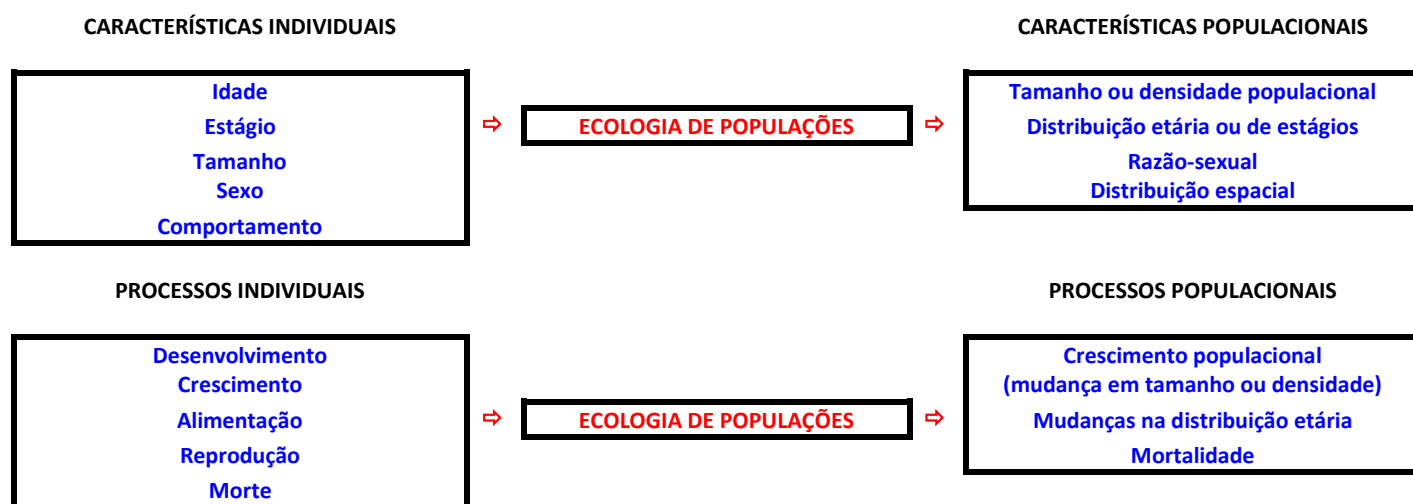 CARACTERÍSTICAS INDIVIDUAIS
CARACTERÍSTICAS POPULACIONAIS
Idade
Estágio
Tamanho
Sexo
Comportamento
⇨
ECOLOGIA DE POPULAÇÕES
⇨
Tamanho ou densidade populacional
Distribuição etária ou de estágios
Razão-sexual
Distribuição espacial
PROCESSOS INDIVIDUAIS
PROCESSOS POPULACIONAIS
Desenvolvimento
Crescimento
Alimentação
Reprodução
Morte
⇨
ECOLOGIA DE POPULAÇÕES
⇨
Crescimento populacional
(mudança em tamanho ou densidade)
Mudanças na distribuição etária
Mortalidade